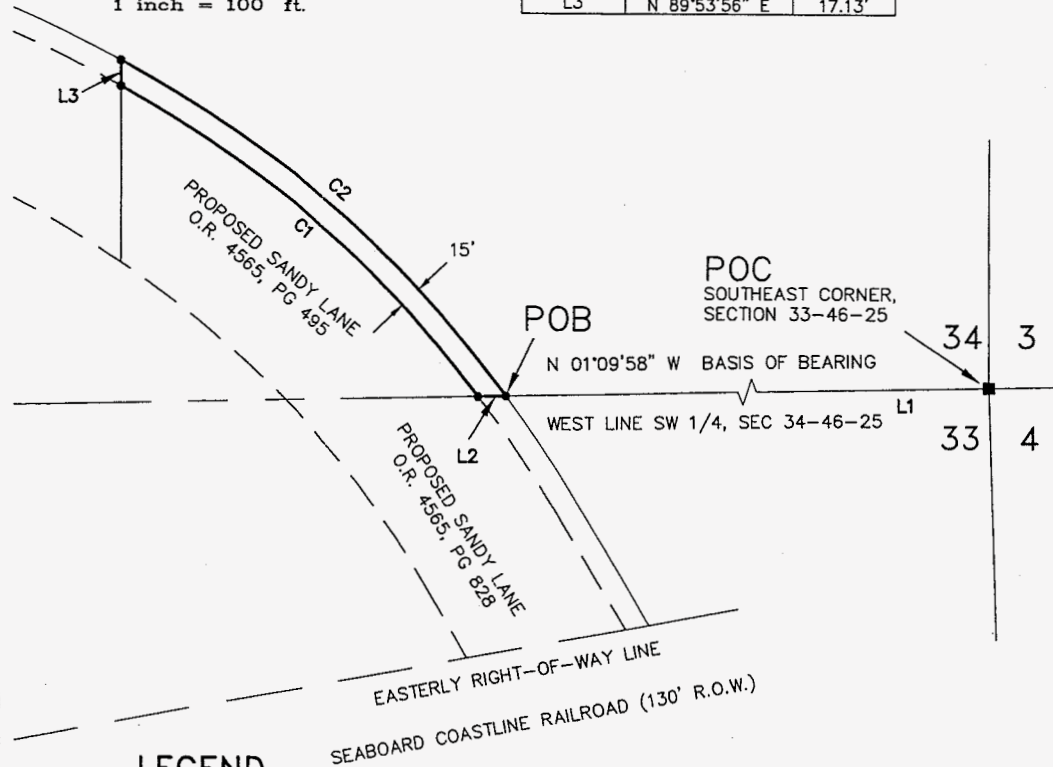 1 inch = 100 ft.
L3 N 89°53'56" E 17.13'
L3
C2
C1
PROPOSED SANDY LANE
O.R. 4565, PG 495
15'
POC
SOUTHEAST CORNER,
SECTION 33-46-25
34 3
POB
N 01°09'58" W BASIS OF BEARING
L1
WEST LINE SW 1/4, SEC 34-46-25
33 4
L2
PROPOSED SANDY LANE
O.R. 4565, PG 828
EASTERLY RIGHT-OF-WAY LINE
SEABOARD COASTLINE RAILROAD (130' R.O.W.)
LEGEND